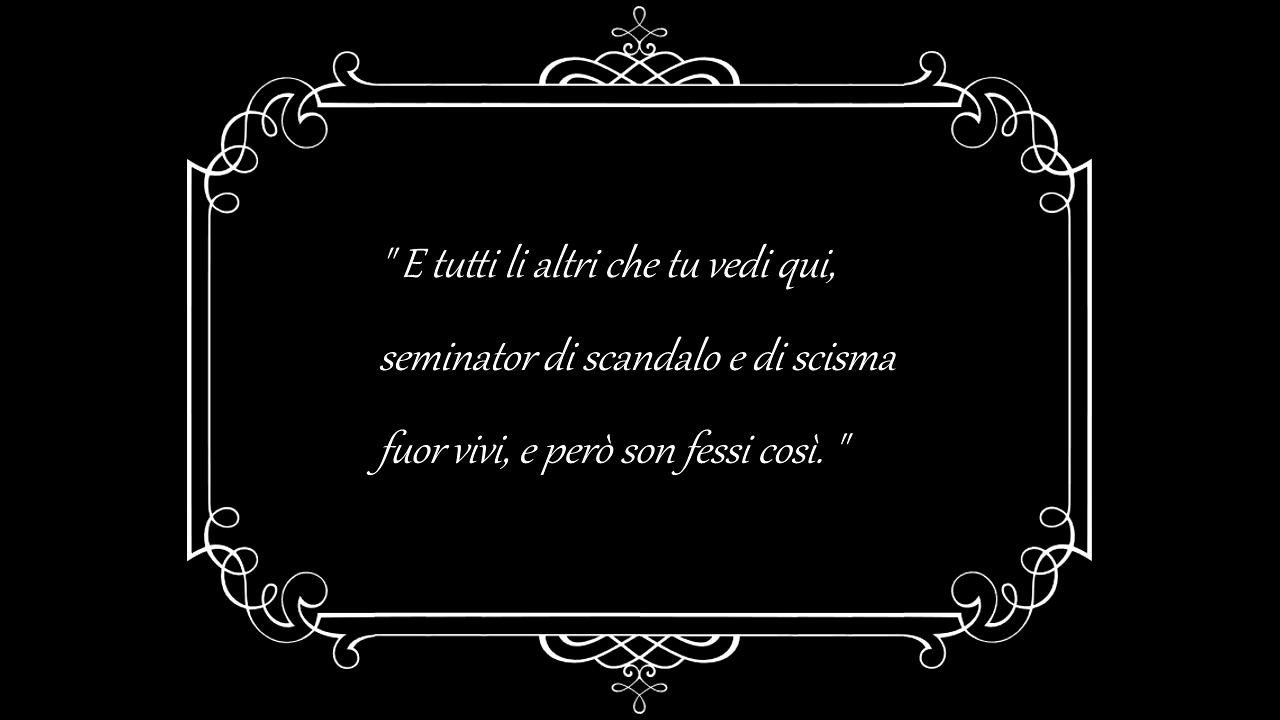 " E tutti li altri che tu vedi qui,
seminator di scandalo e di scisma
fuor vivi, e però son fessi così. "